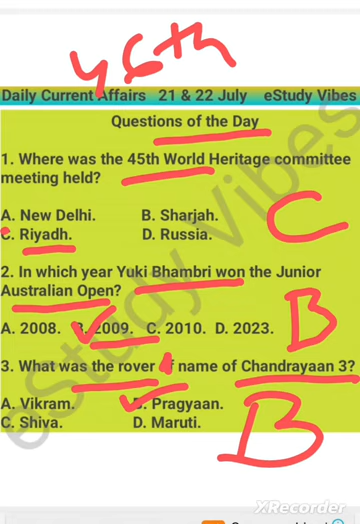 46th
Daily Current Affairs 21 & 22 July eStudy Vibes
Questions of the Day
1. Where was the 45th World Heritage committee
meeting held?
A. New Delhi. B. Sharjah.
C. Riyadh. D. Russia.
C
2. In which year Yuki Bhambri won the Junior
Australian Open?
A. 2008. B. 2009. C. 2010. D. 2023.
B
3. What was the rover of name of Chandrayaan 3?
A. Vikram. B. Pragyaan.
C. Shiva. D. Maruti.
B
eStudy Vibes
XRecorder